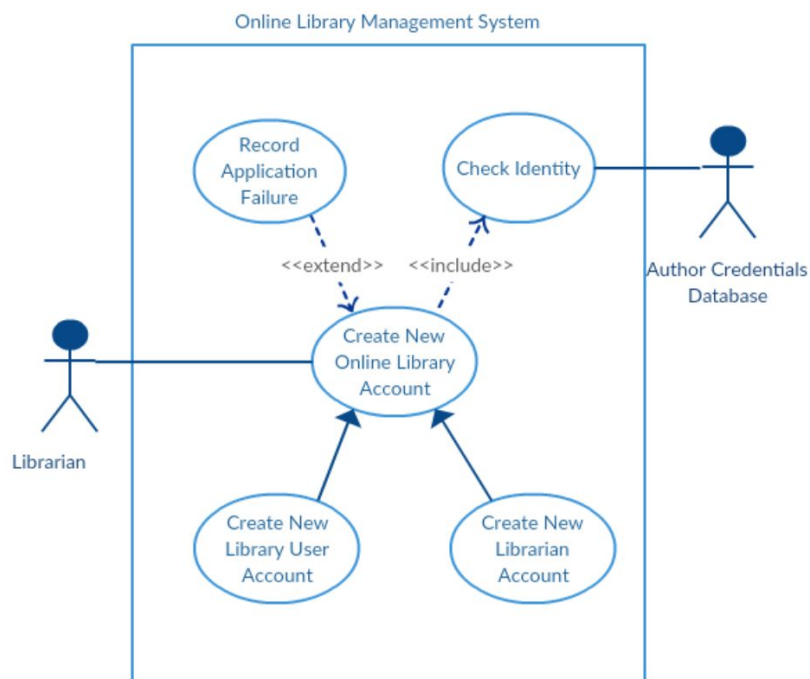 Online Library Management System
Record
Application
Failure
Check Identity
<<extend>>
<<include>>
Author Credentials
Database
Create New
Online Library
Account
Librarian
Create New
Library User
Account
Create New
Librarian
Account